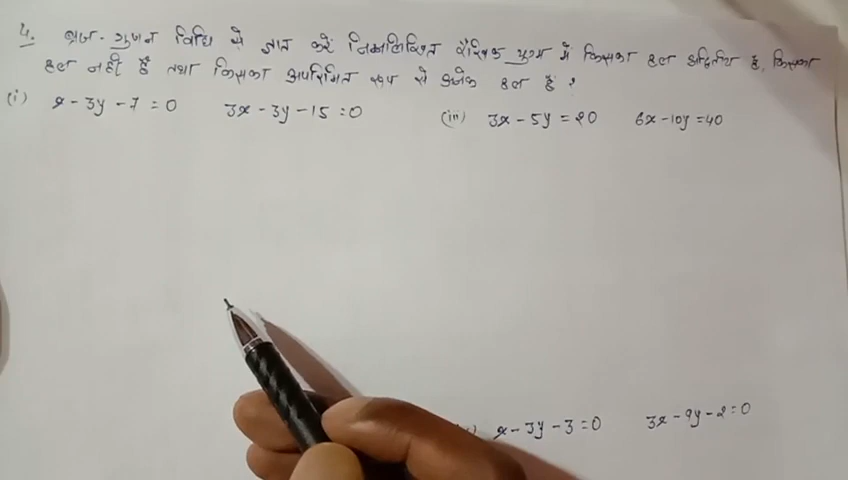 4. बज्र-गुणन विधि से ज्ञात करें निम्नलिखित रैखिक युग्म में किसका हल अद्वितीय है, किसका
हल नहीं है तथा किसका अपरिमित रूप से अनेक हल हैं ?
(i) x - 3y - 7 = 0 3x - 3y - 15 = 0
(iii) 3x - 5y = 20 6x - 10y = 40
x - 3y - 3 = 0 3x - 9y - 2 = 0